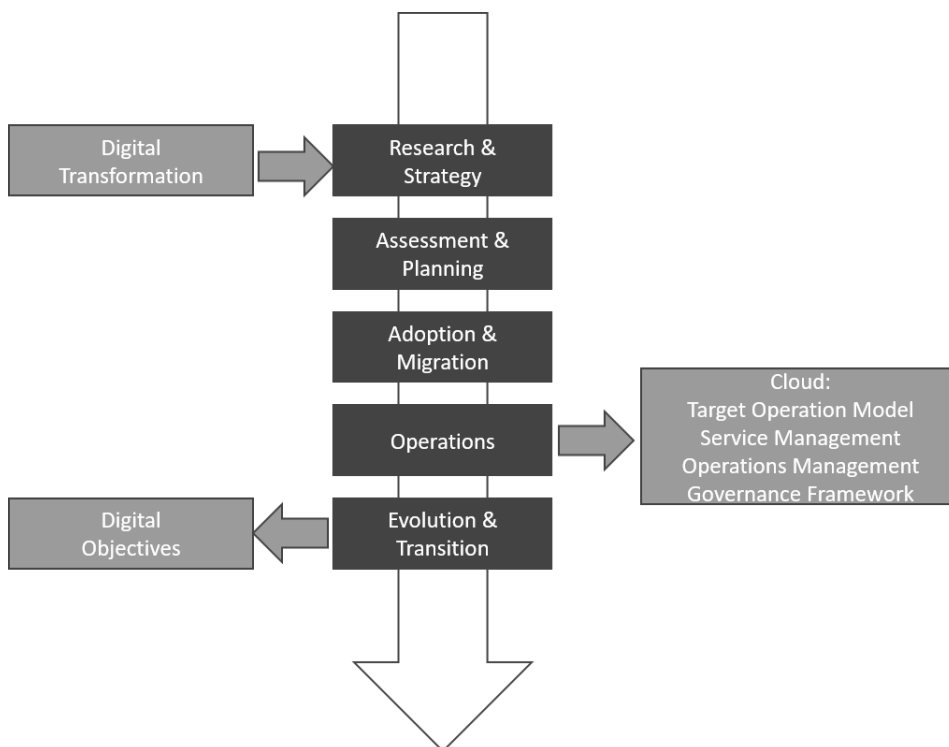 Digital
Transformation
Research &
Strategy
Assessment &
Planning
Adoption &
Migration
Operations
Cloud:
Target Operation Model
Service Management
Operations Management
Governance Framework
Digital
Objectives
Evolution &
Transition